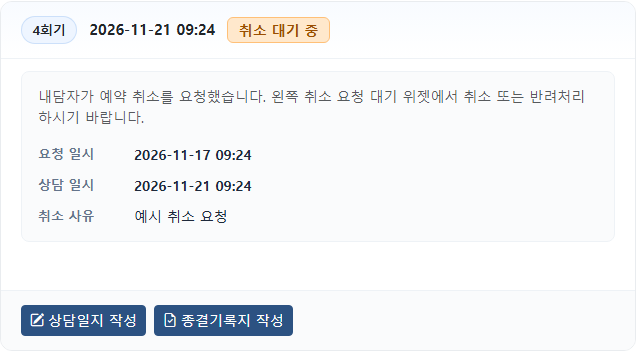 4회기 2026-11-21 09:24 취소 대기 중
내담자가 예약 취소를 요청했습니다. 왼쪽 취소 요청 대기 위젯에서 취소 또는 반려처리
하시기 바랍니다.
요청 일시 2026-11-17 09:24
상담 일시 2026-11-21 09:24
취소 사유 예시 취소 요청
상담일지 작성 종결기록지 작성